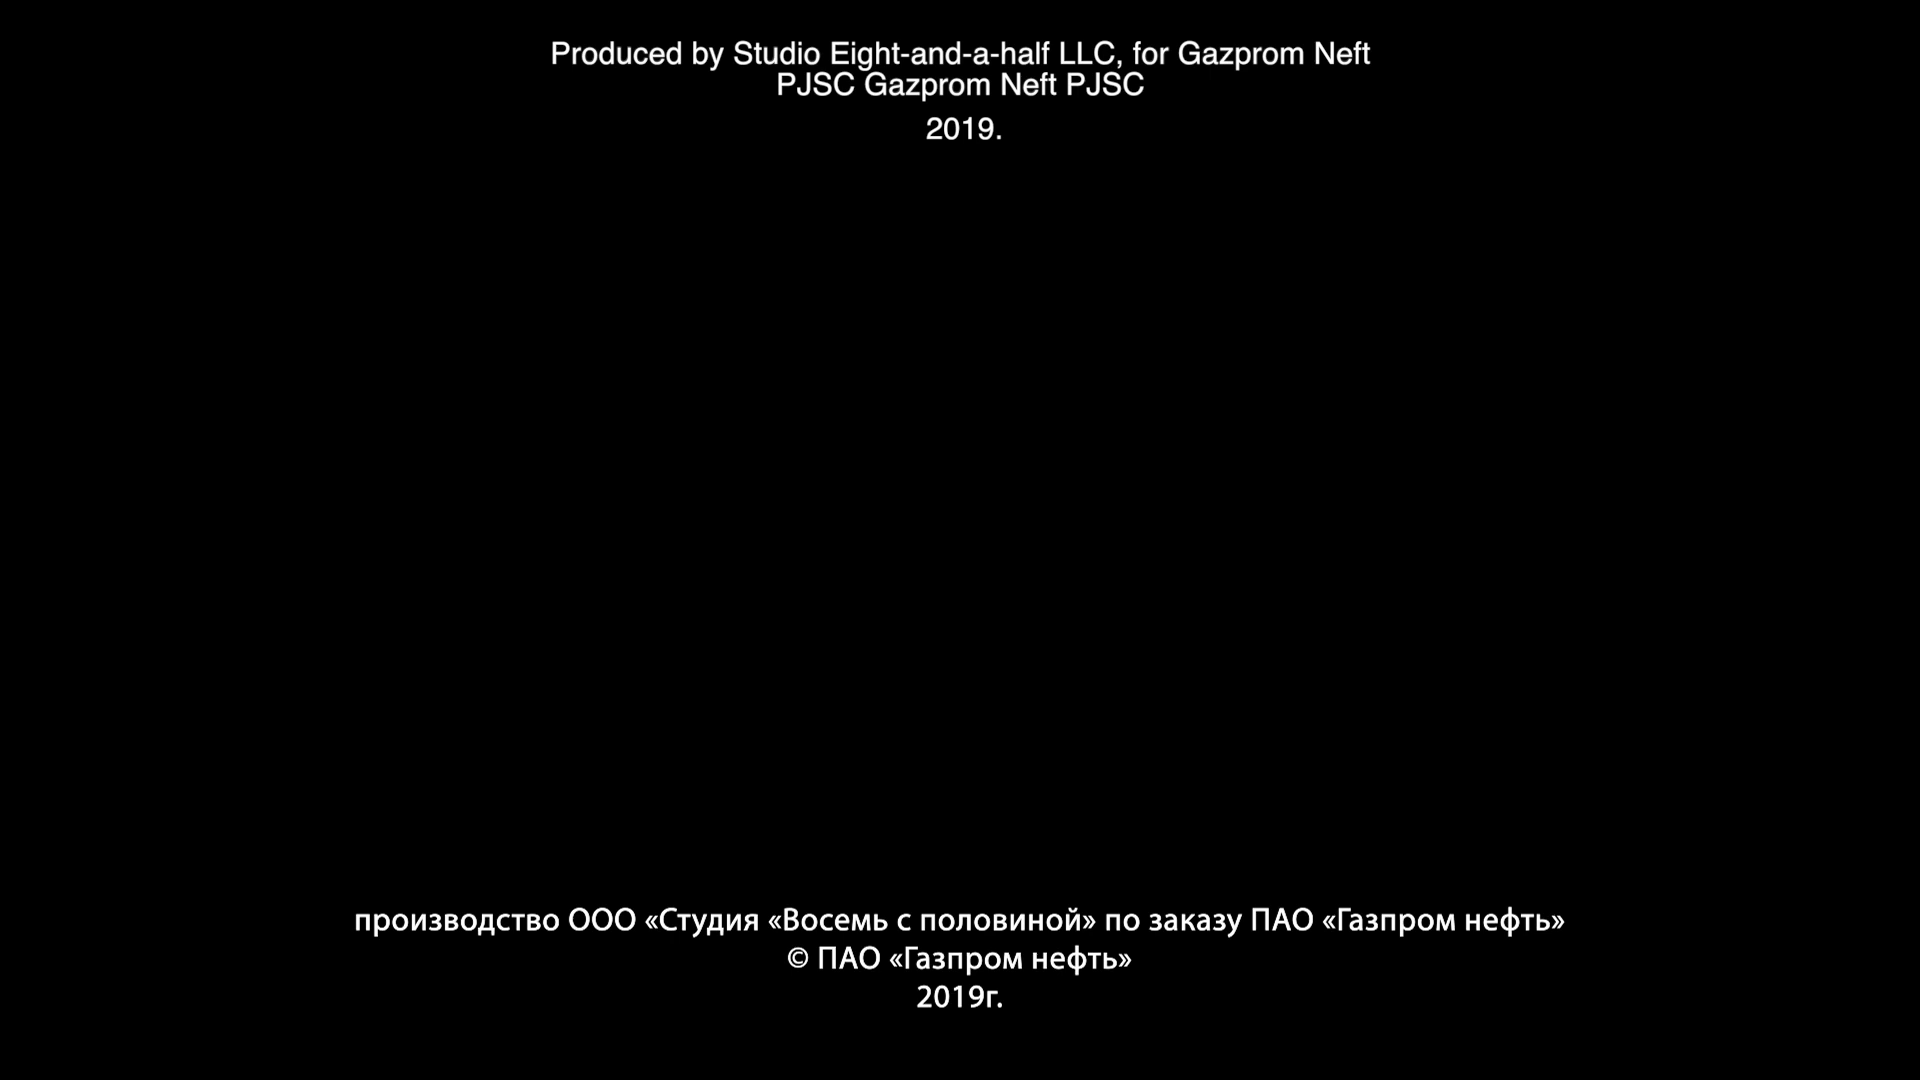 Produced by Studio Eight-and-a-half LLC, for Gazprom Neft
PJSC Gazprom Neft PJSC
2019.
производство ООО «Студия «Восемь с половиной» по заказу ПАО «Газпром нефть»
© ПАО «Газпром нефть»
2019г.